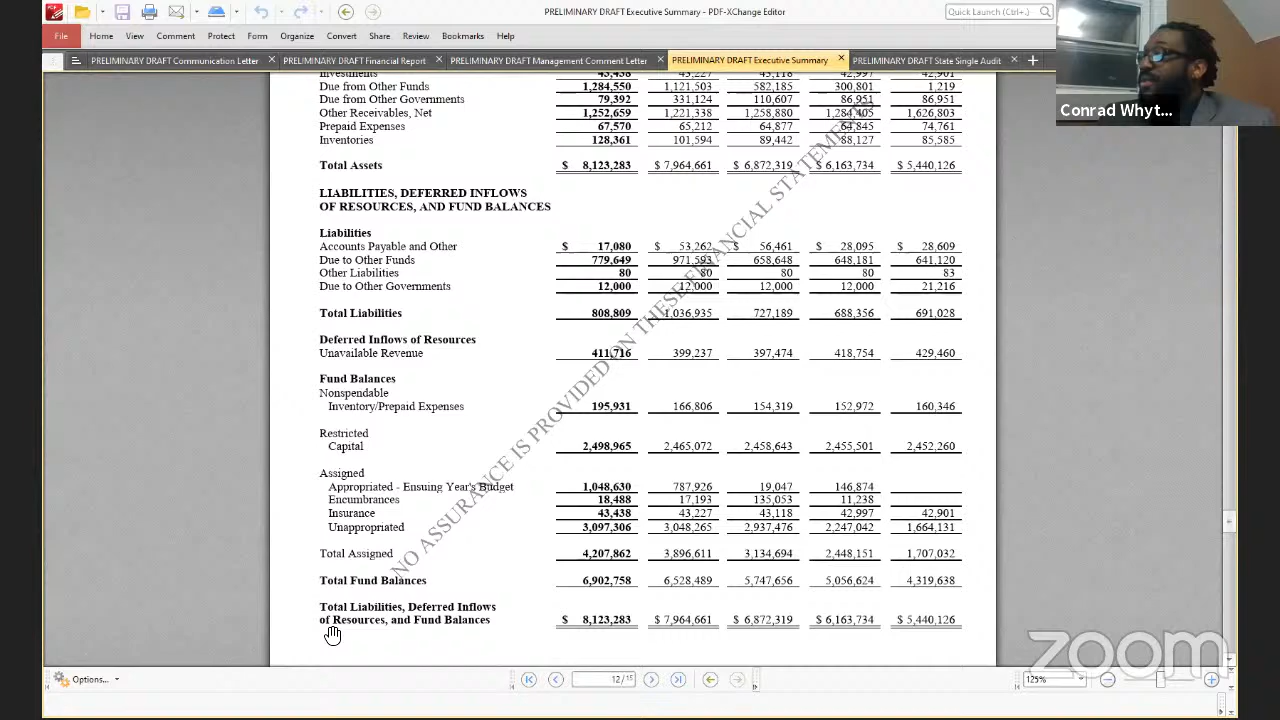 PRELIMINARY DRAFT Executive Summary - PDF-XChange Editor
Quick Launch (Ctrl+.)
File Home View Comment Protect Form Organize Convert Share Review Bookmarks Help
PRELIMINARY DRAFT Communication Letter × PRELIMINARY DRAFT Financial Report × PRELIMINARY DRAFT Management Comment Letter × PRELIMINARY DRAFT Executive Summary × PRELIMINARY DRAFT State Single Audit ×
Conrad Whyt...
Investments 43,438 43,227 43,118 42,997 42,901
Due from Other Funds 1,284,550 1,121,503 582,185 300,801 1,219
Due from Other Governments 79,392 331,124 110,607 86,951 86,951
Other Receivables, Net 1,252,659 1,221,338 1,258,880 1,284,405 1,626,803
Prepaid Expenses 67,570 65,212 64,877 64,845 74,761
Inventories 128,361 101,594 89,442 88,127 85,585
Total Assets $ 8,123,283 $ 7,964,661 $ 6,872,319 $ 6,163,734 $ 5,440,126
LIABILITIES, DEFERRED INFLOWS
OF RESOURCES, AND FUND BALANCES
Liabilities
Accounts Payable and Other $ 17,080 $ 53,262 $ 56,461 $ 28,095 $ 28,609
Due to Other Funds 779,649 971,593 658,648 648,181 641,120
Other Liabilities 80 80 80 80 83
Due to Other Governments 12,000 12,000 12,000 12,000 21,216
Total Liabilities 808,809 1,036,935 727,189 688,356 691,028
Deferred Inflows of Resources
Unavailable Revenue 411,716 399,237 397,474 418,754 429,460
Fund Balances
Nonspendable
Inventory/Prepaid Expenses 195,931 166,806 154,319 152,972 160,346
Restricted
Capital 2,498,965 2,465,072 2,458,643 2,455,501 2,452,260
Assigned
Appropriated - Ensuing Year's Budget 1,048,630 787,926 19,047 146,874
Encumbrances 18,488 17,193 135,053 11,238
Insurance 43,438 43,227 43,118 42,997 42,901
Unappropriated 3,097,306 3,048,265 2,937,476 2,247,042 1,664,131
Total Assigned 4,207,862 3,896,611 3,134,694 2,448,151 1,707,032
Total Fund Balances 6,902,758 6,528,489 5,747,656 5,056,624 4,319,638
Total Liabilities, Deferred Inflows
of Resources, and Fund Balances $ 8,123,283 $ 7,964,661 $ 6,872,319 $ 6,163,734 $ 5,440,126
NO ASSURANCE IS PROVIDED ON THESE FINANCIAL STATEMENTS
zoom
Options... 12 / 15 125%